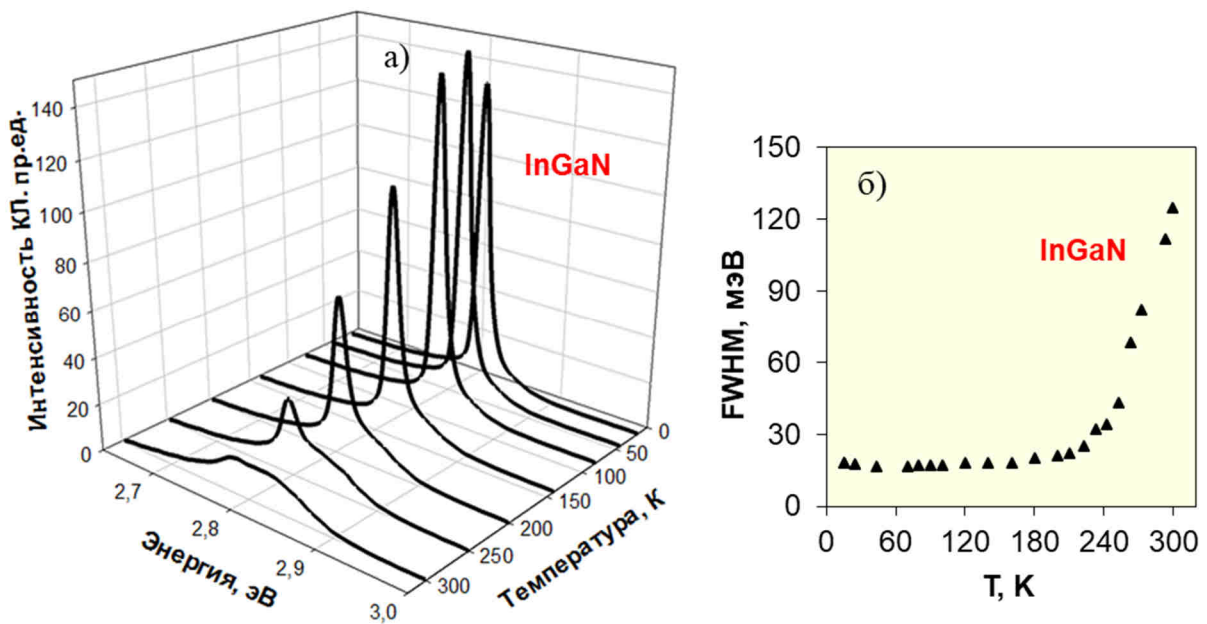 а)
InGaN
Интенсивность КЛ. пр.ед.
140
120
100
80
60
40
20
0
2,7
2,8
2,9
3,0
Энергия, эВ
0
50
100
150
200
250
300
Температура, К
б)
InGaN
FWHM, мэВ
150
120
90
60
30
0
0 60 120 180 240 300
T, K